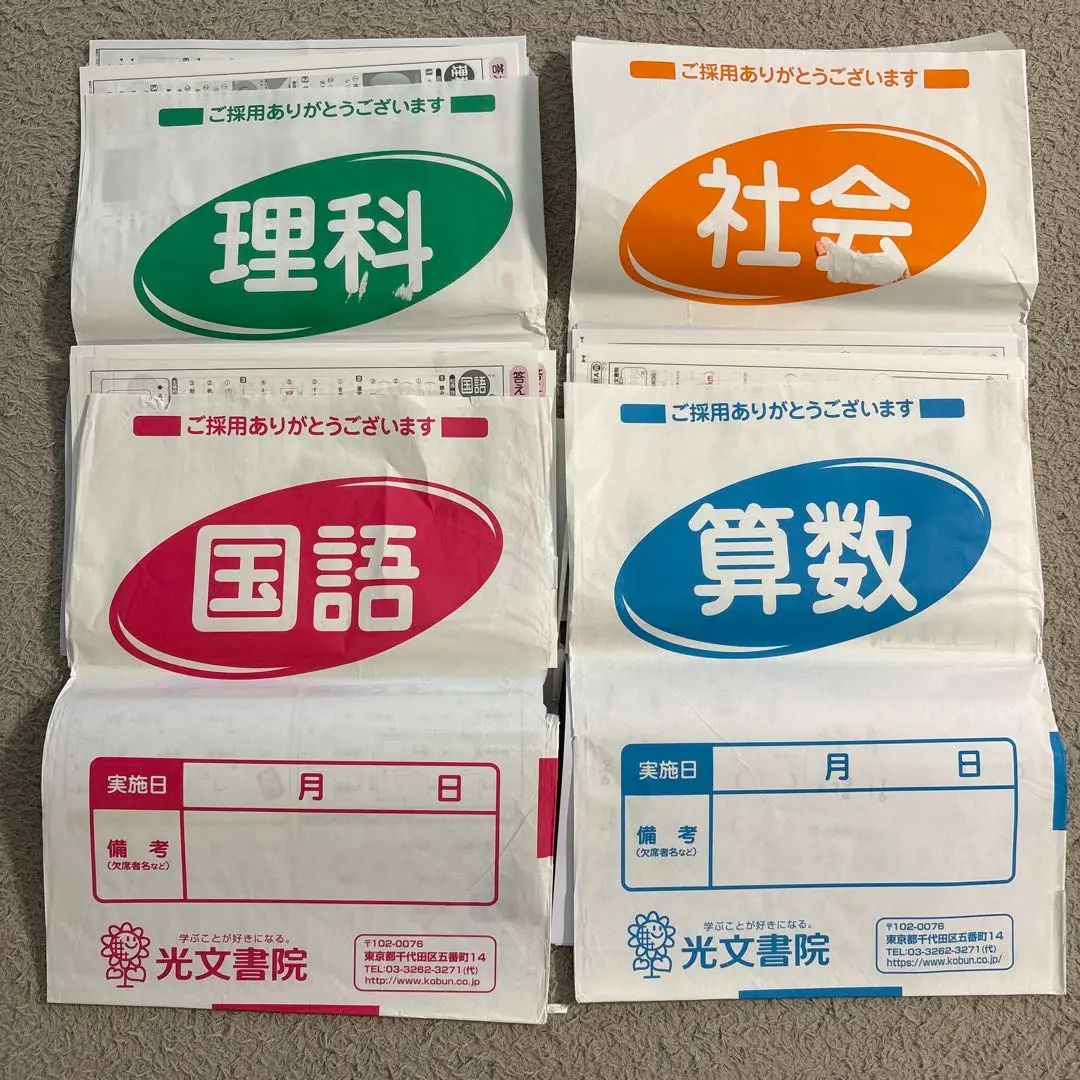 ご採用ありがとうございます
理科
ご採用ありがとうございます
社会
国語
答え
ご採用ありがとうございます
国語
実施日 月 日
備考
(欠席者名など)
学ぶことが好きになる。
光文書院
〒102-0076
東京都千代田区五番町14
TEL:03-3262-3271(代)
http://www.kobun.co.jp
ご採用ありがとうございます
算数
実施日 月 日
備考
(欠席者名など)
学ぶことが好きになる。
光文書院
〒102-0076
東京都千代田区五番町14
TEL:03-3262-3271(代)
https://www.kobun.co.jp/